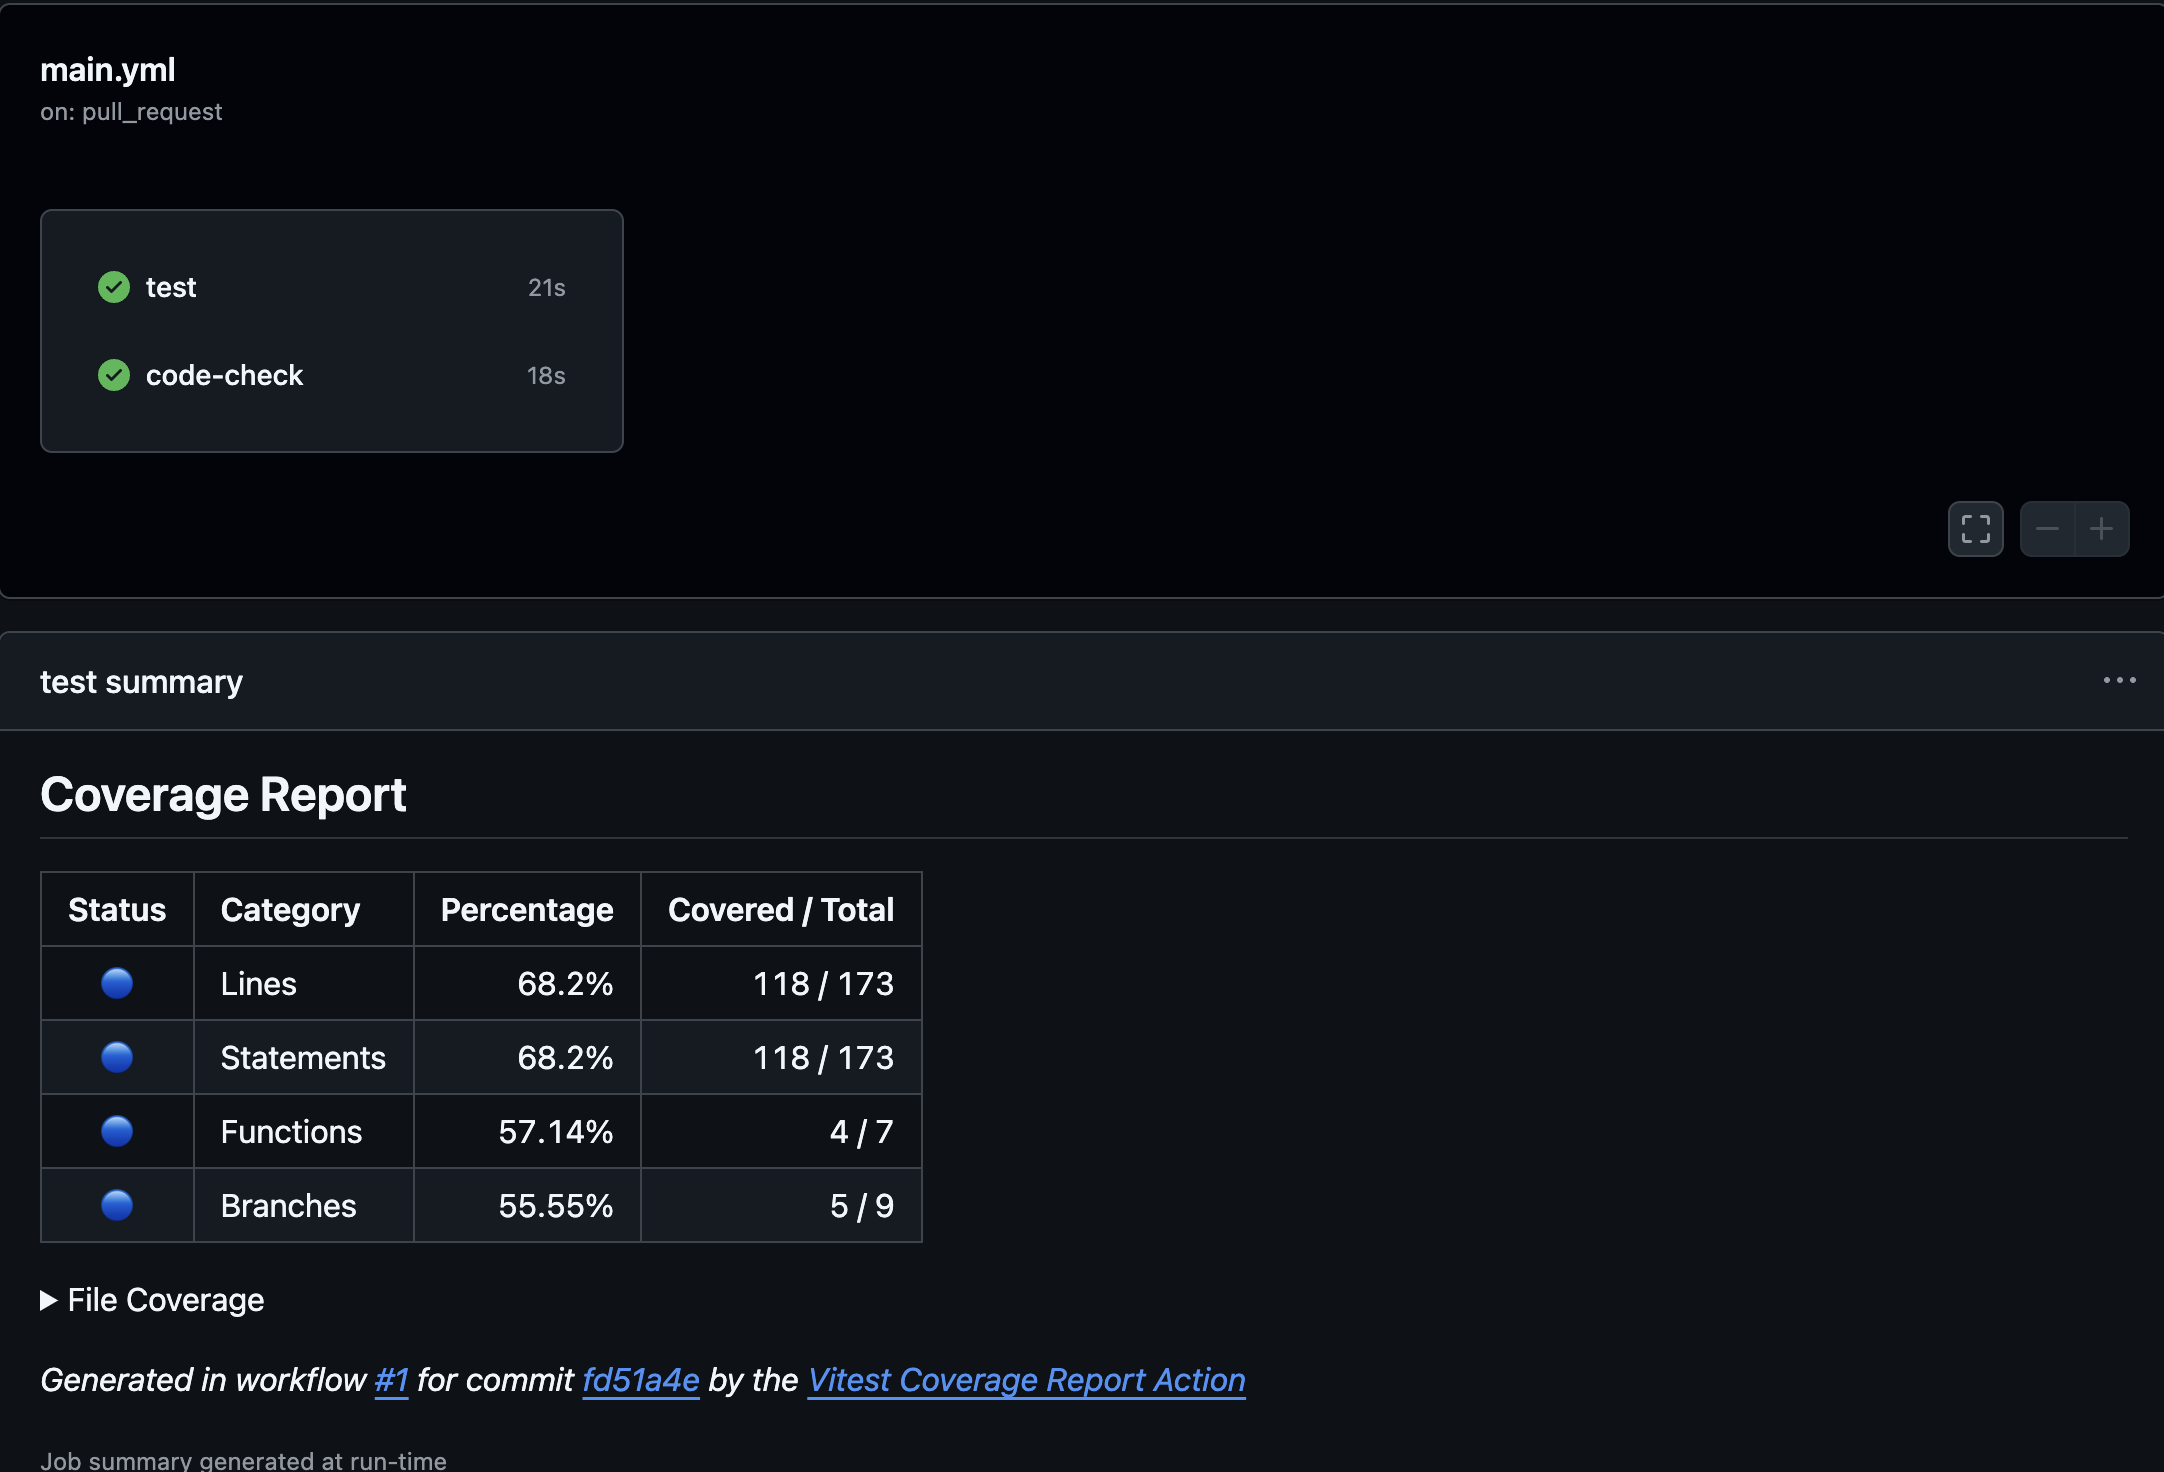 main.yml
on: pull_request
test 21s
code-check 18s
test summary
Coverage Report
Status Category Percentage Covered / Total
Lines 68.2% 118 / 173
Statements 68.2% 118 / 173
Functions 57.14% 4 / 7
Branches 55.55% 5 / 9
File Coverage
Generated in workflow #1 for commit fd51a4e by the Vitest Coverage Report Action
Job summary generated at run-time